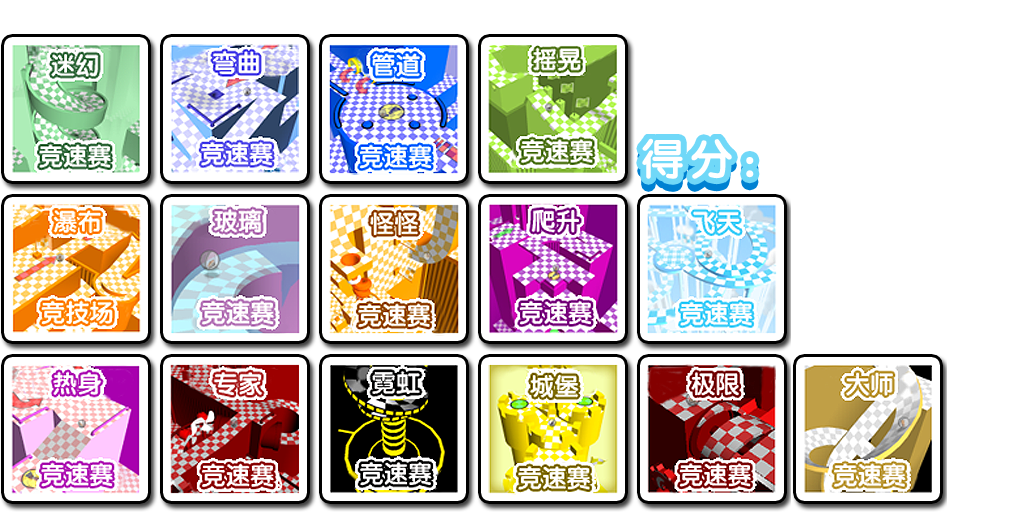 迷幻
竞速赛
弯曲
竞速赛
管道
竞速赛
摇晃
竞速赛
得分:
瀑布
竞技场
玻璃
竞速赛
怪怪
竞速赛
爬升
竞速赛
飞天
竞速赛
热身
竞速赛
专家
竞速赛
霓虹
竞速赛
城堡
竞速赛
极限
竞速赛
大师
竞速赛